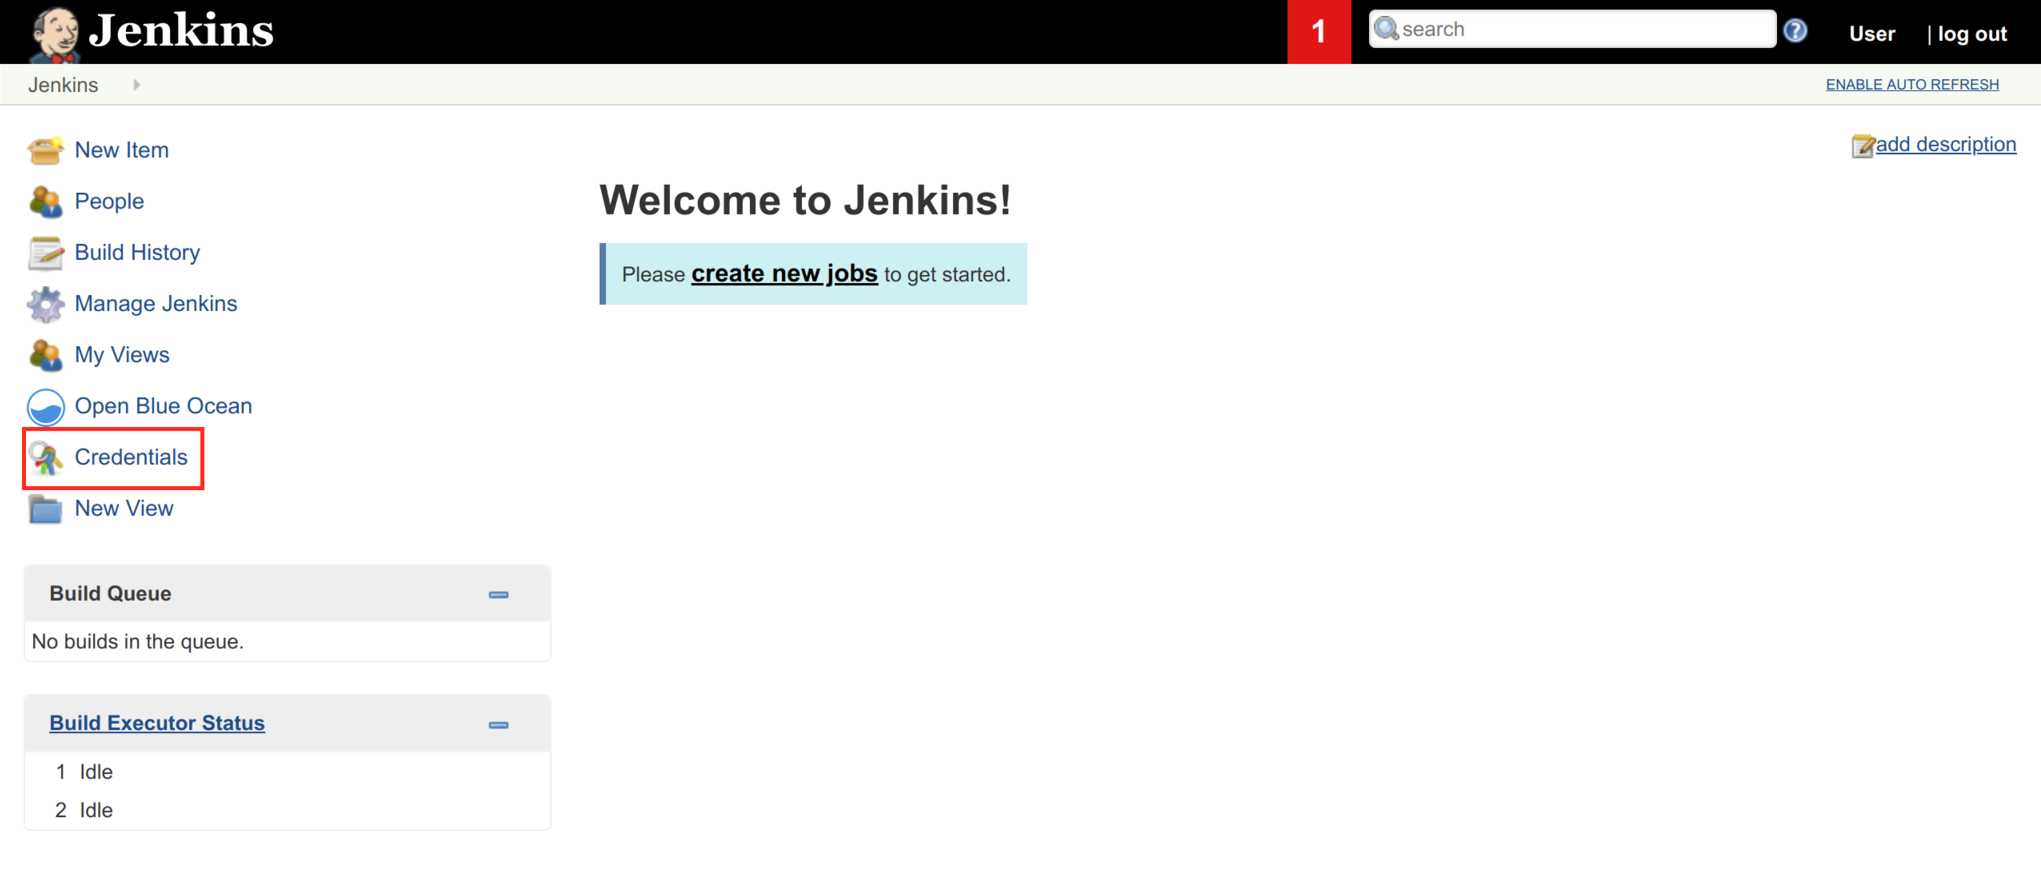 Jenkins
1
search
User | log out
Jenkins
ENABLE AUTO REFRESH
New Item
People
Build History
Manage Jenkins
My Views
Open Blue Ocean
Credentials
New View
add description
Welcome to Jenkins!
Please create new jobs to get started.
Build Queue
No builds in the queue.
Build Executor Status
1 Idle
2 Idle